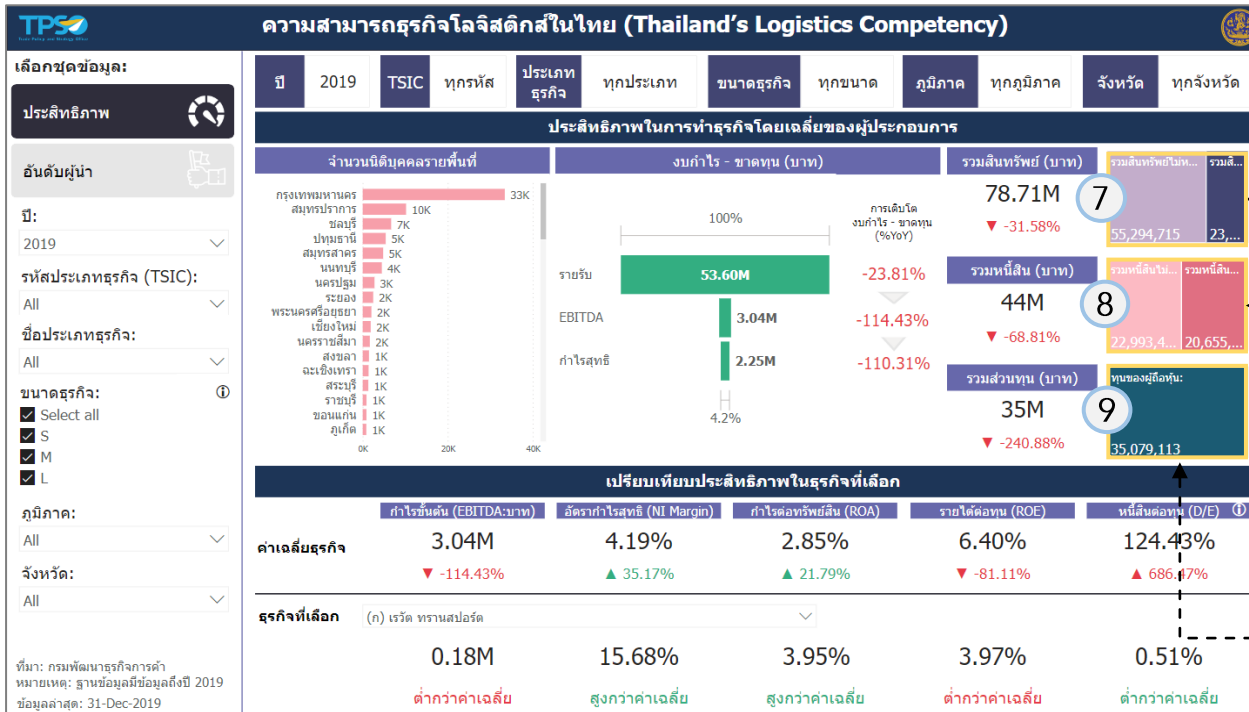 TPSO
ความสามารถธุรกิจโลจิสติกส์ในไทย (Thailand's Logistics Competency)
เลือกชุดข้อมูล:
ประสิทธิภาพ
อันดับผู้นำ
ปี:
2019
รหัสประเภทธุรกิจ (TSIC):
All
ชื่อประเภทธุรกิจ:
All
ขนาดธุรกิจ:
Select all
S
M
L
ภูมิภาค:
All
จังหวัด:
All
ที่มา: กรมพัฒนาธุรกิจการค้า
หมายเหตุ: ฐานข้อมูลมีข้อมูลถึงปี 2019
ข้อมูลล่าสุด: 31-Dec-2019
ปี 2019 TSIC ทุกรหัส ประเภทธุรกิจ ทุกประเภท ขนาดธุรกิจ ทุกขนาด ภูมิภาค ทุกภูมิภาค จังหวัด ทุกจังหวัด
ประสิทธิภาพในการทำธุรกิจโดยเฉลี่ยของผู้ประกอบการ
จำนวนนิติบุคคลรายพื้นที่
กรุงเทพมหานคร 33K
สมุทรปราการ 10K
ชลบุรี 7K
ปทุมธานี 5K
สมุทรสาคร 5K
นนทบุรี 4K
นครปฐม 3K
ระยอง 2K
พระนครศรีอยุธยา 2K
เชียงใหม่ 2K
นครราชสีมา 2K
สงขลา 1K
ฉะเชิงเทรา 1K
สระบุรี 1K
ราชบุรี 1K
ขอนแก่น 1K
ภูเก็ต 1K
0K 20K 40K
งบกำไร - ขาดทุน (บาท)
การเติบโต
งบกำไร - ขาดทุน
(%YoY)
100%
รายรับ 53.60M -23.81%
EBITDA 3.04M -114.43%
กำไรสุทธิ 2.25M -110.31%
4.2%
รวมสินทรัพย์ (บาท)
78.71M
▼ -31.58%
7
รวมสินทรัพย์ไม่ห... รวมสิ...
55,294,715 23,...
รวมหนี้สิน (บาท)
44M
▼ -68.81%
8
รวมหนี้สินไม่... รวมหนี้สิน...
22,993,4... 20,655,...
รวมส่วนทุน (บาท)
35M
▼ -240.88%
9
ทุนของผู้ถือหุ้น:
35,079,113
เปรียบเทียบประสิทธิภาพในธุรกิจที่เลือก
กำไรขั้นต้น (EBITDA:บาท) อัตรากำไรสุทธิ (NI Margin) กำไรต่อทรัพย์สิน (ROA) รายได้ต่อทุน (ROE) หนี้สินต่อทุน (D/E)
ค่าเฉลี่ยธุรกิจ 3.04M 4.19% 2.85% 6.40% 124.43%
▼ -114.43% ▲ 35.17% ▲ 21.79% ▼ -81.11% ▲ 686.47%
ธุรกิจที่เลือก (ก) เรวัต ทรานสปอร์ต
0.18M 15.68% 3.95% 3.97% 0.51%
ต่ำกว่าค่าเฉลี่ย สูงกว่าค่าเฉลี่ย สูงกว่าค่าเฉลี่ย ต่ำกว่าค่าเฉลี่ย ต่ำกว่าค่าเฉลี่ย